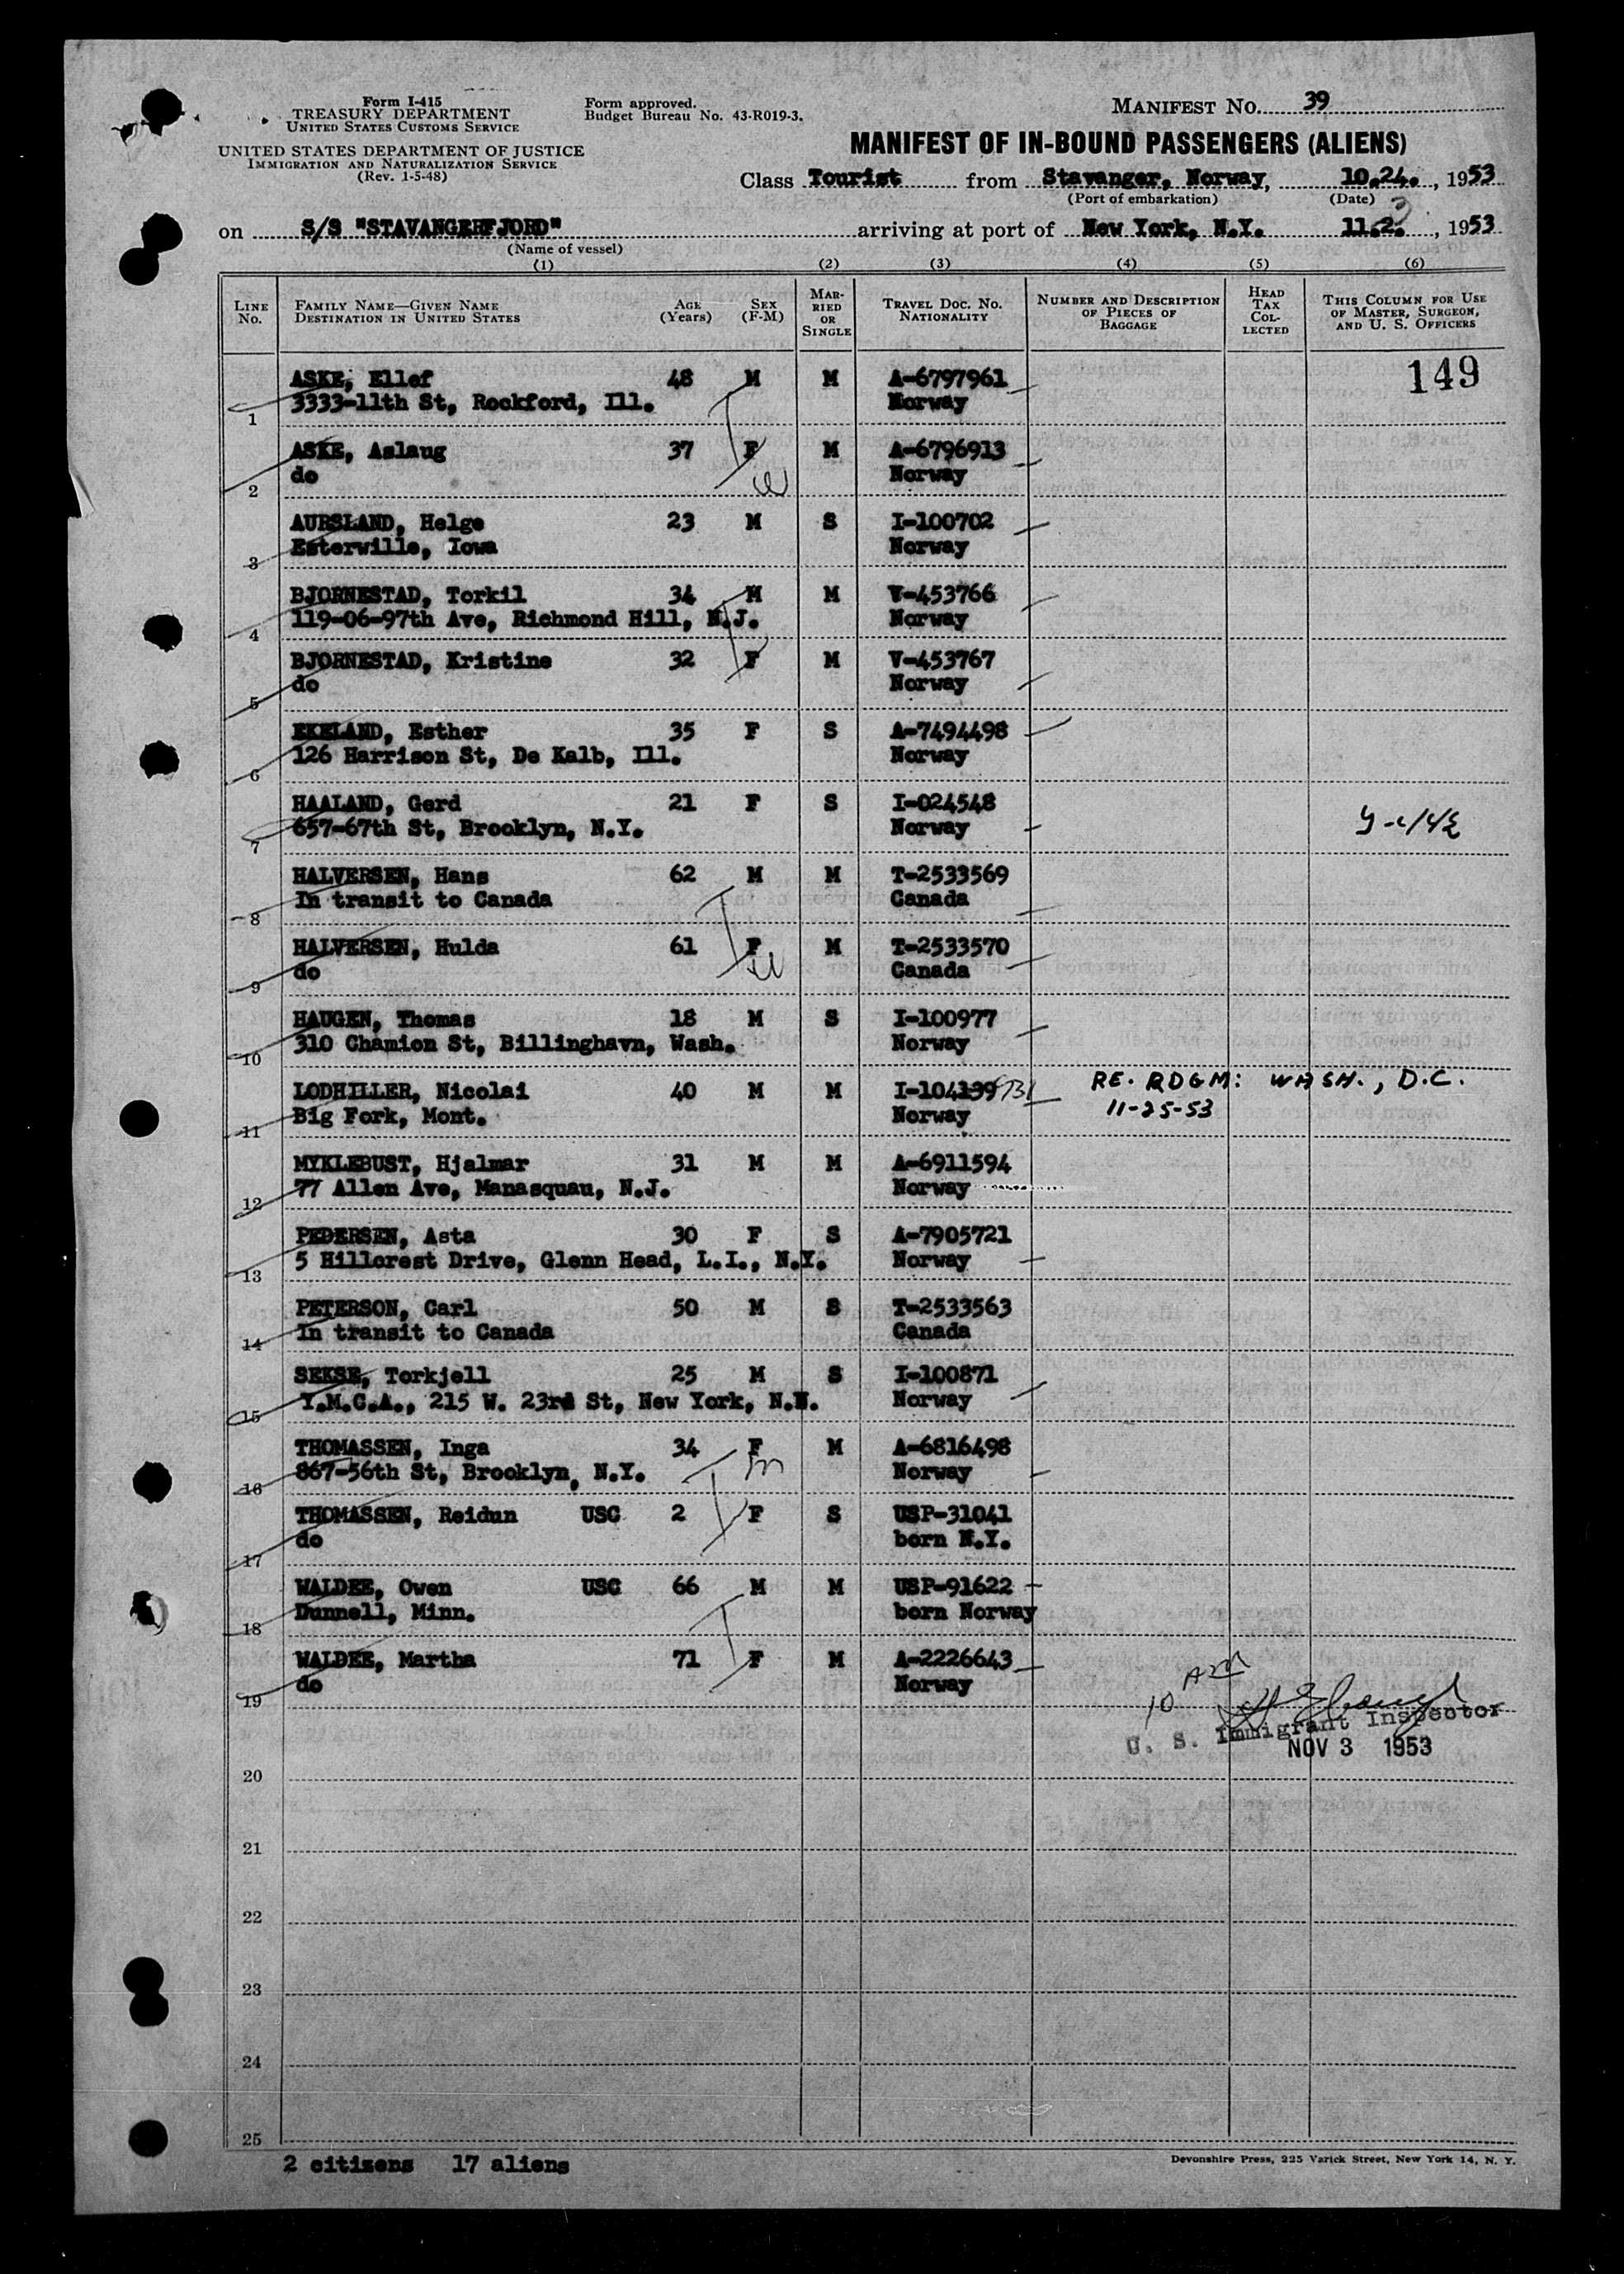 Form I-415
TREASURY DEPARTMENT
UNITED STATES CUSTOMS SERVICE
UNITED STATES DEPARTMENT OF JUSTICE
IMMIGRATION AND NATURALIZATION SERVICE
(Rev. 1-5-48)
Form approved.
Budget Bureau No. 43-R019-3.
MANIFEST NO. 39
MANIFEST OF IN-BOUND PASSENGERS (ALIENS)
Class Tourist from Stavanger, Norway, 10.24., 1953
(Port of embarkation) (Date)
on S/S "STAVANGERFJORD" arriving at port of New York, N.Y. 11.2. 3, 1953
(Name of vessel)
(1) (2) (3) (4) (5) (6)
LINE NO. FAMILY NAME—GIVEN NAME DESTINATION IN UNITED STATES AGE (Years) SEX (F-M) MARRIED OR SINGLE TRAVEL DOC. NO. NATIONALITY NUMBER AND DESCRIPTION OF PIECES OF BAGGAGE HEAD TAX COLLECTED THIS COLUMN FOR USE OF MASTER, SURGEON, AND U. S. OFFICERS
149
ASKE, Ellef 48 M M A-6797961
1 3333-11th St, Rockford, Ill. Norway
ASKE, Aslaug 37 F M A-6796913
2 do Norway
AURSLAND, Helge 23 M S I-100702
3 Esterwille, Iowa Norway
BJORNESTAD, Torkil 34 M M V-453766
4 119-06-97th Ave, Richmond Hill, N.J. Norway
BJORNESTAD, Kristine 32 F M V-453767
5 do Norway
EKELAND, Esther 35 F S A-7494498
6 126 Harrison St, De Kalb, Ill. Norway
HAALAND, Gerd 21 F S I-024548
7 657-67th St, Brooklyn, N.Y. Norway
HALVERSEN, Hans 62 M M T-2533569
8 In transit to Canada Canada
HALVERSEN, Hulda 61 F M T-2533570
9 do Canada
HAUGEN, Thomas 18 M S I-100977
10 310 Chamion St, Billinghavn, Wash. Norway
LODHILLER, Nicolai 40 M M I-104139 RE. RDGM: WASH., D.C.
11 Big Fork, Mont. Norway 11-25-53
MYKLEBUST, Hjalmar 31 M M A-6911594
12 77 Allen Ave, Manasquau, N.J. Norway
PEDERSEN, Asta 30 F S A-7905721
13 5 Hillcrest Drive, Glenn Head, L.I., N.Y. Norway
PETERSON, Carl 50 M S T-2533563
14 In transit to Canada Canada
SEKSE, Torkjell 25 M S I-100871
15 Y.M.C.A., 215 W. 23rd St, New York, N.N. Norway
THOMASSEN, Inga 34 F M A-6816498
16 867-56th St, Brooklyn, N.Y. Norway
THOMASSEN, Reidun USC 2 F S USP-31041
17 do born N.Y.
WALDEE, Owen USC 66 M M USP-91622
18 Dunnell, Minn. born Norway
WALDEE, Martha 71 F M A-2226643
19 do Norway
10 AM
U. S. Immigrant Inspector
NOV 3 1953
20
21
22
23
24
25
2 citizens 17 aliens
Devonshire Press, 225 Varick Street, New York 14, N. Y.